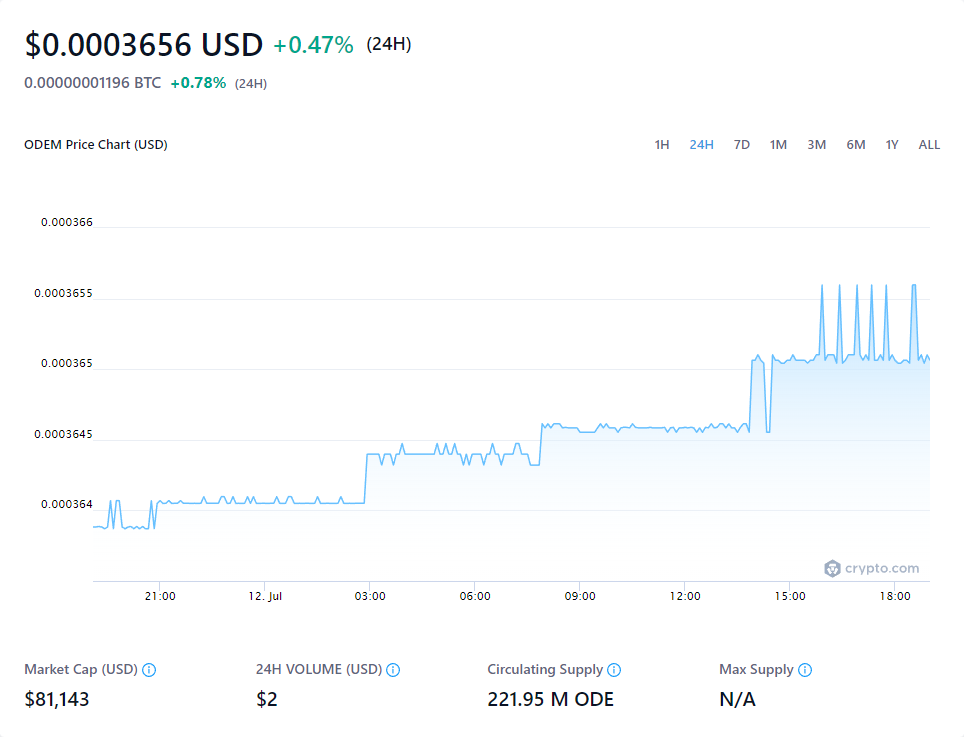 $0.0003656 USD +0.47% (24H)
0.00000001196 BTC +0.78% (24H)
ODEM Price Chart (USD) 1H 24H 7D 1M 3M 6M 1Y ALL
0.000366
0.0003655
0.000365
0.0003645
0.000364
crypto.com
21:00 12. Jul 03:00 06:00 09:00 12:00 15:00 18:00
Market Cap (USD) 24H VOLUME (USD) Circulating Supply Max Supply
$81,143 $2 221.95 M ODE N/A